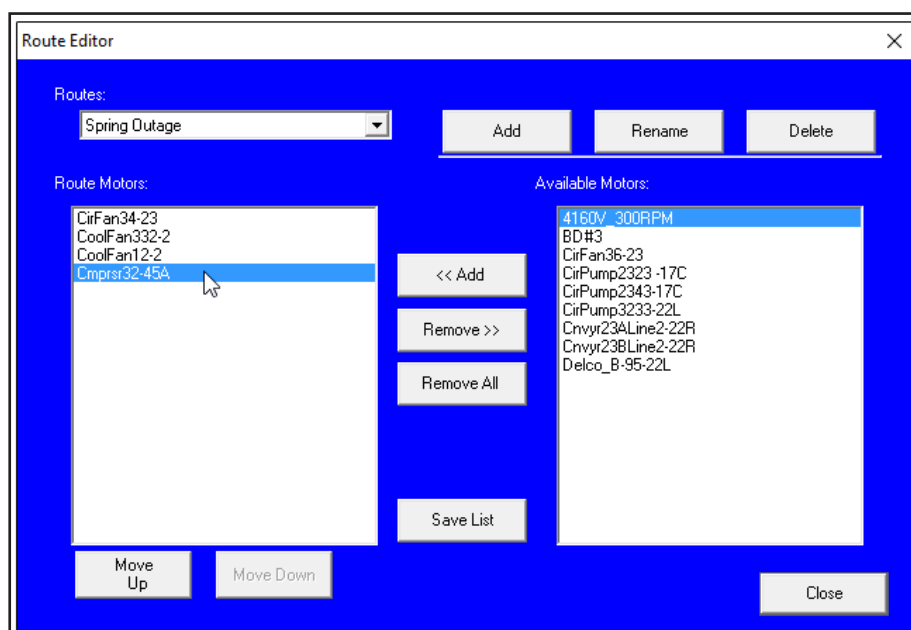 Route Editor
Routes:
Spring Outage
Add
Rename
Delete
Route Motors:
CirFan34-23
CoolFan332-2
CoolFan12-2
Cmprsr32-45A
<< Add
Remove >>
Remove All
Save List
Available Motors:
4160V_300RPM
BD#3
CirFan36-23
CirPump2323 -17C
CirPump2343-17C
CirPump3233-22L
Cnvyr23ALine2-22R
Cnvyr23BLine2-22R
Delco_B-95-22L
Move
Up
Move Down
Close